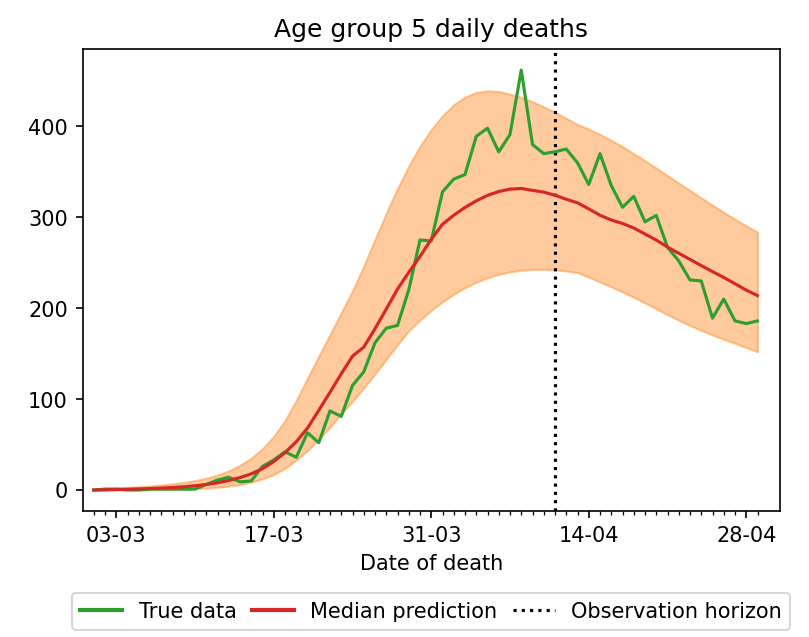 Age group 5 daily deaths
400
300
200
100
0
03-03 17-03 31-03 14-04 28-04
Date of death
True data Median prediction Observation horizon